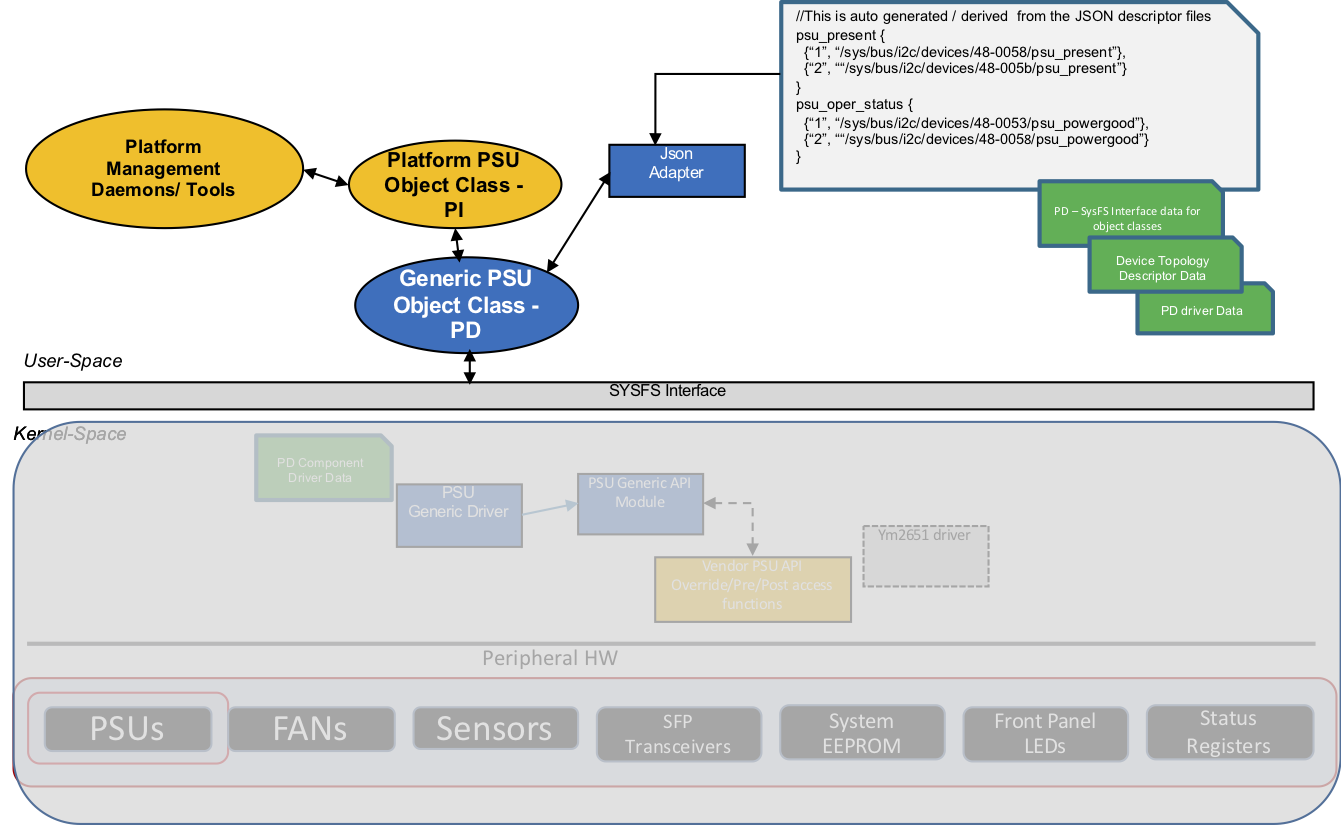 //This is auto generated / derived  from the JSON descriptor files
psu_present {
{“1”, “/sys/bus/i2c/devices/48-0058/psu_present”},
{“2”, ““/sys/bus/i2c/devices/48-005b/psu_present”}
}
psu_oper_status {
{“1”, “/sys/bus/i2c/devices/48-0053/psu_powergood”},
{“2”, ““/sys/bus/i2c/devices/48-0058/psu_powergood”}
}
Platform
Management
Daemons/ Tools
Platform PSU
Object Class -
PI
Json
Adapter
Generic PSU
Object Class -
PD
PD – SysFS Interface data for
object classes
Device Topology
Descriptor Data
PD driver Data
User-Space
SYSFS Interface
Kernel-Space
PD Component
Driver Data
PSU
Generic Driver
PSU Generic API
Module
Vendor PSU API
Override/Pre/Post access
functions
Ym2651 driver
Peripheral HW
PSUs
FANs
Sensors
SFP
Transceivers
System
EEPROM
Front Panel
LEDs
Status
Registers